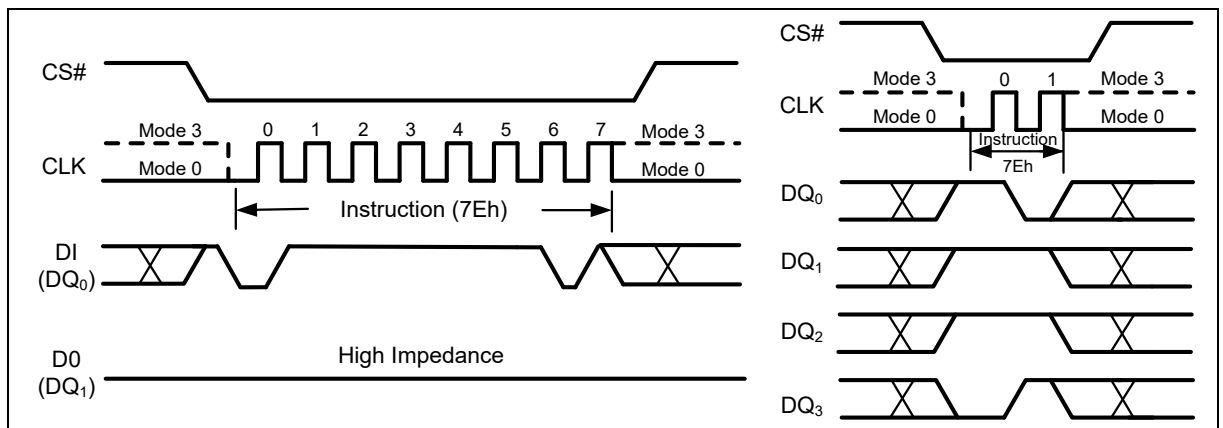 CS#
Mode 3 0 1 2 3 4 5 6 7 Mode 3
CLK
Mode 0 Mode 0
Instruction (7Eh)
DI
(DQ0)
D0
(DQ1)
High Impedance
CS#
Mode 3 0 1 Mode 3
CLK
Mode 0 Mode 0
Instruction
7Eh
DQ0
DQ1
DQ2
DQ3